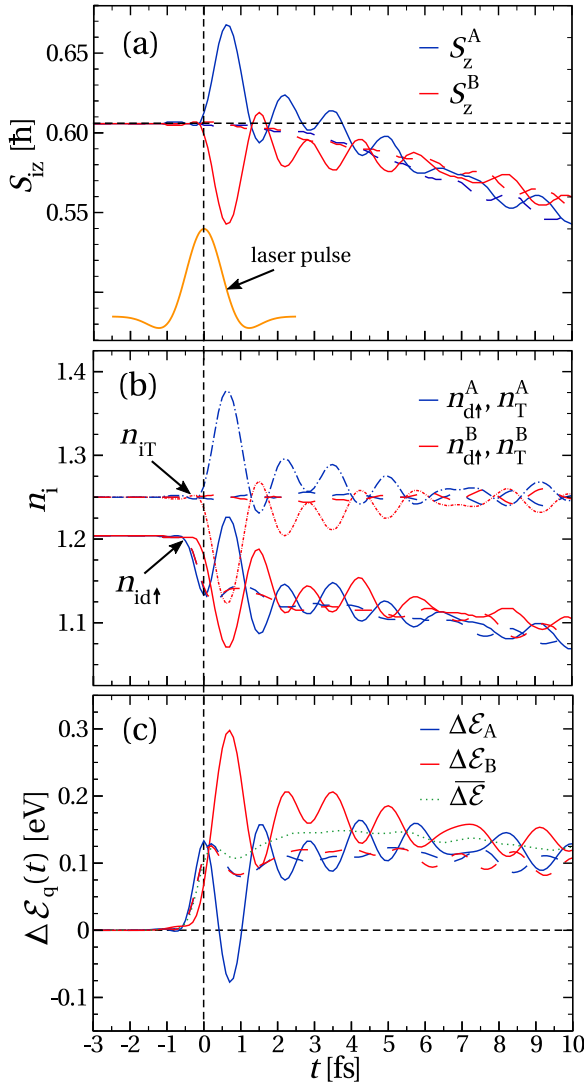 (a)
S_z^A
S_z^B
0.65
0.60
0.55
S_iz [ħ]
laser pulse
(b)
n_d↑^A, n_T^A
n_d↑^B, n_T^B
1.4
1.3
1.2
1.1
n_i
n_iT
n_id↑
(c)
Δℰ_A
Δℰ_B
Δℰ̅
0.3
0.2
0.1
0
-0.1
Δℰ_q(t) [eV]
-3 -2 -1 0 1 2 3 4 5 6 7 8 9 10
t [fs]